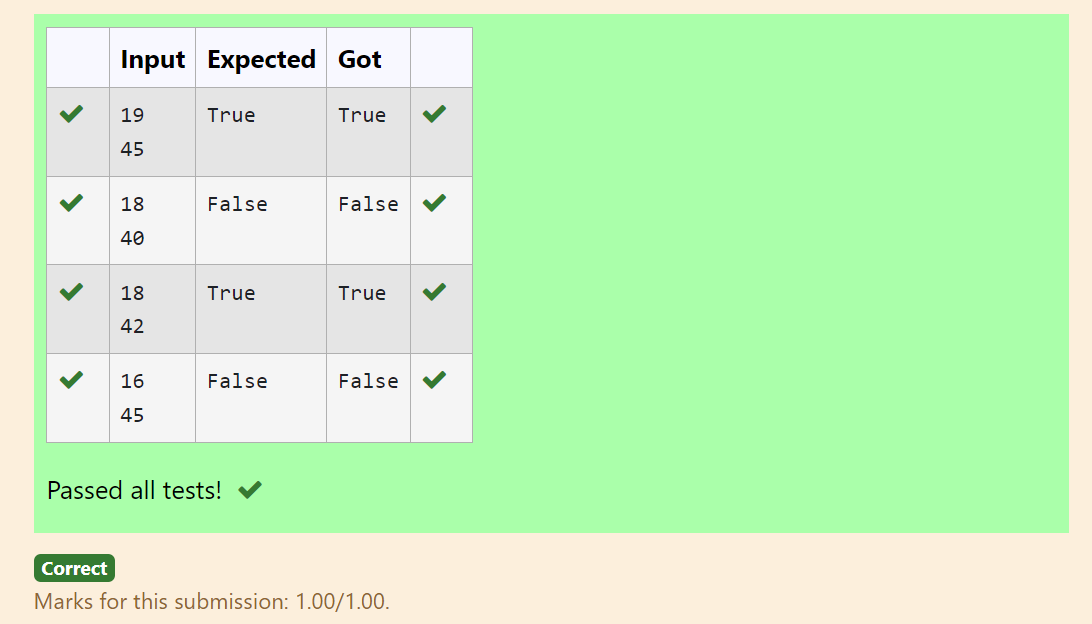 Input Expected Got
19 True True
45
18 False False
40
18 True True
42
16 False False
45
Passed all tests!
Correct
Marks for this submission: 1.00/1.00.